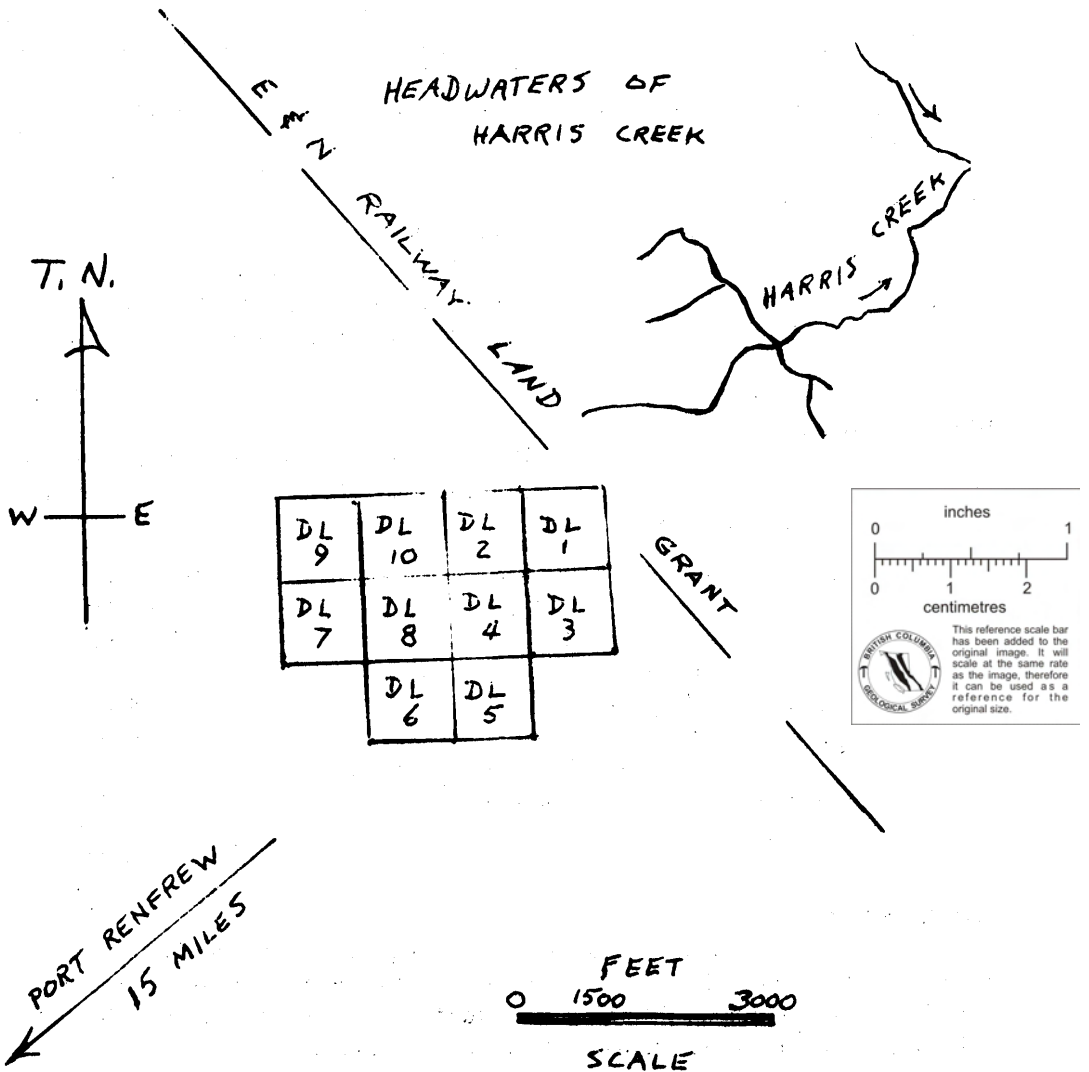 HEADWATERS OF
HARRIS CREEK
E & N
RAILWAY
LAND
GRANT
HARRIS CREEK
T. N.
W E
DL 9
DL 10
DL 2
DL 1
DL 7
DL 8
DL 4
DL 3
DL 6
DL 5
inches
0 1
0 1 2
centimetres
This reference scale bar
has been added to the
original image. It will
scale at the same rate
as the image, therefore
it can be used as a
reference for the
original size.
BRITISH COLUMBIA
GEOLOGICAL SURVEY
PORT RENFREW
15 MILES
FEET
0 1500 3000
SCALE